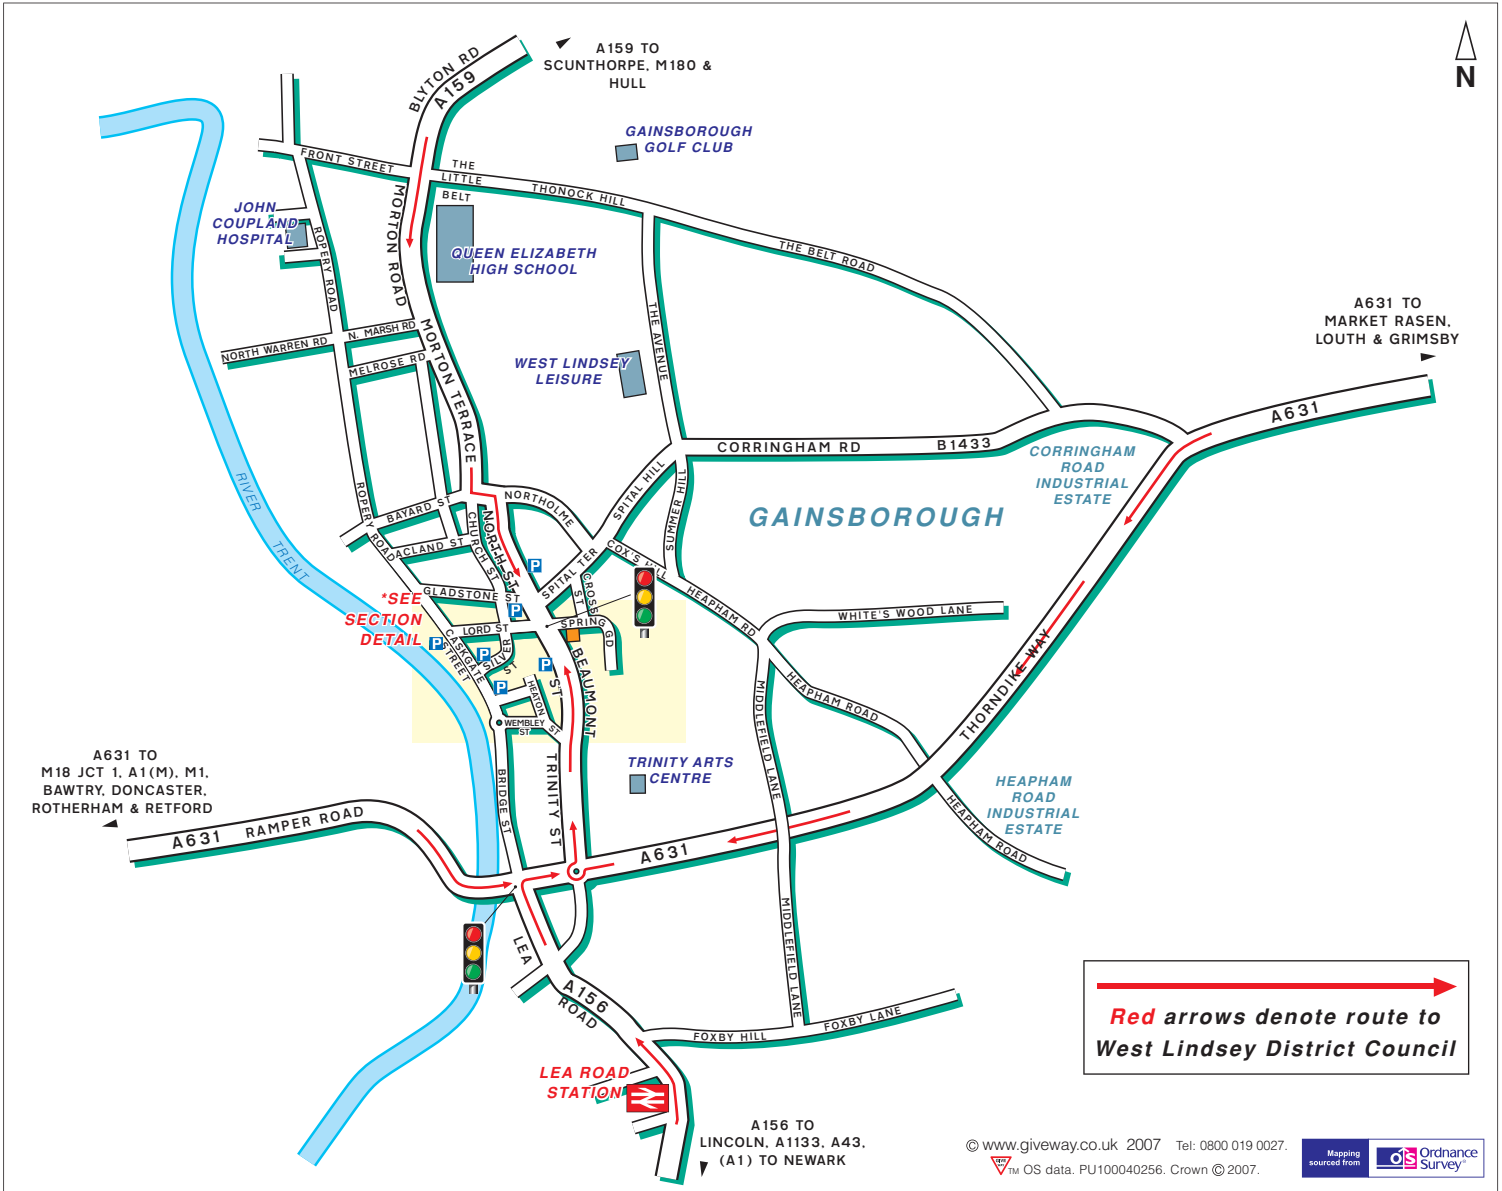 BLYTON RD
A159
A159 TO
SCUNTHORPE, M180 &
HULL
N
GAINSBOROUGH
GOLF CLUB
FRONT STREET
THE
LITTLE
BELT
THONOCK HILL
THE BELT ROAD
JOHN
COUPLAND
HOSPITAL
ROPERY ROAD
MORTON ROAD
QUEEN ELIZABETH
HIGH SCHOOL
A631 TO
MARKET RASEN,
LOUTH & GRIMSBY
NORTH WARREN RD
N. MARSH RD
MELROSE RD
MORTON TERRACE
THE AVENUE
WEST LINDSEY
LEISURE
A631
CORRINGHAM RD
B1433
CORRINGHAM
ROAD
INDUSTRIAL
ESTATE
RIVER
TRENT
ROPERY ROAD
BAYARD ST
NORTHOLME
SPITAL HILL
SUMMER HILL
GAINSBOROUGH
ACLAND ST
CHURCH ST
NORTH ST
SPITAL TER
COX'S HILL
P
GLADSTONE ST
CROSS
ST
HEAPHAM RD
WHITE'S WOOD LANE
*SEE
SECTION
DETAIL
P
LORD ST
SPRING
GD
P
CASKGATE
STREET
P
SILVER
ST
P
P
BEAUMONT
ST
HEATON
ST
WEMBLEY
ST
MIDDLEFIELD LANE
HEAPHAM ROAD
THORNDIKE WAY
A631 TO
M18 JCT 1, A1(M), M1,
BAWTRY, DONCASTER,
ROTHERHAM & RETFORD
BRIDGE ST
TRINITY ST
TRINITY ARTS
CENTRE
HEAPHAM
ROAD
INDUSTRIAL
ESTATE
HEAPHAM ROAD
A631
RAMPER ROAD
A631
MIDDLEFIELD LANE
LEA
ROAD
A156
FOXBY HILL
FOXBY LANE
LEA ROAD
STATION
A156 TO
LINCOLN, A1133, A43,
(A1) TO NEWARK
Red arrows denote route to
West Lindsey District Council
© www.giveway.co.uk 2007 Tel: 0800 019 0027.
TM OS data. PU100040256. Crown © 2007.
Mapping
sourced from
OS
Ordnance
Survey®